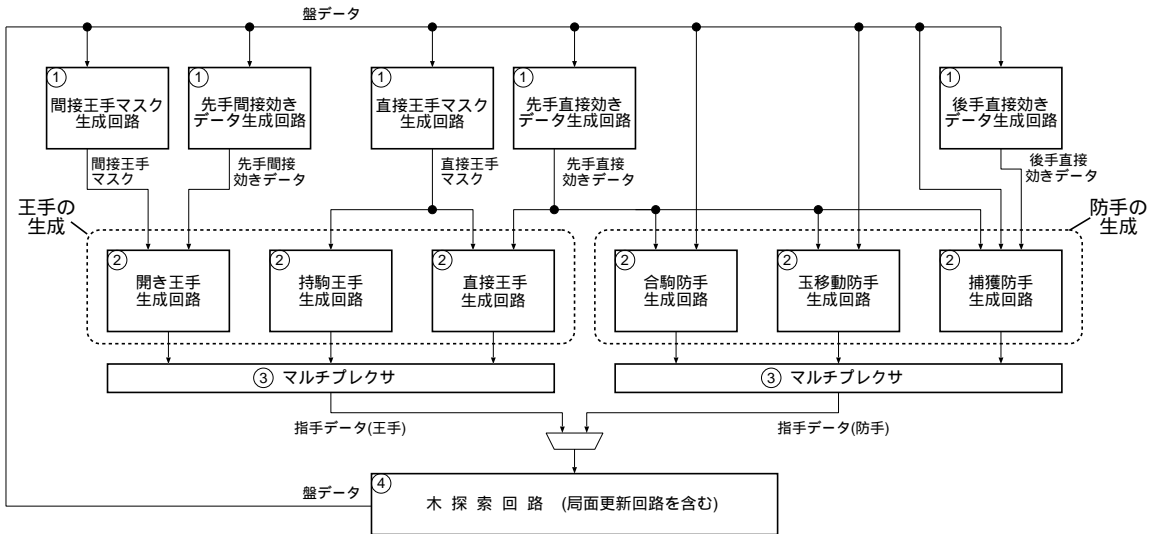 盤データ
①
間接王手マスク
生成回路
①
先手間接効き
データ生成回路
①
直接王手マスク
生成回路
①
先手直接効き
データ生成回路
①
後手直接効き
データ生成回路
間接王手
マスク
先手間接
効きデータ
直接王手
マスク
先手直接
効きデータ
後手直接
効きデータ
王手の
生成
防手の
生成
②
開き王手
生成回路
②
持駒王手
生成回路
②
直接王手
生成回路
②
合駒防手
生成回路
②
玉移動防手
生成回路
②
捕獲防手
生成回路
③ マルチプレクサ
③ マルチプレクサ
指手データ(王手)
指手データ(防手)
盤データ
④
木 探 索 回 路 (局面更新回路を含む)